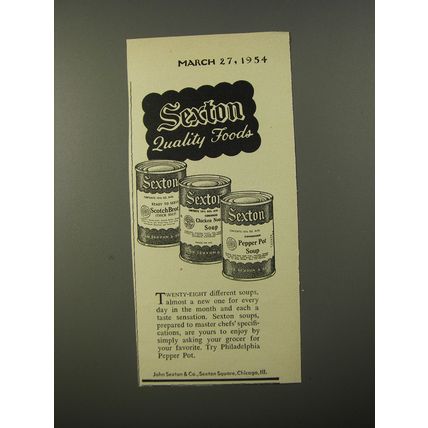 MARCH 27, 1954
Sexton
Quality Foods
Sexton
READY TO SERVE
Scotch Broth
Sexton
Chicken Noodle
Soup
Sexton
Pepper Pot
Soup
TWENTY-EIGHT different soups,
almost a new one for every
day in the month and each a
taste sensation. Sexton soups,
prepared to master chefs' specifi-
cations, are yours to enjoy by
simply asking your grocer for
your favorite. Try Philadelphia
Pepper Pot.
John Sexton & Co., Sexton Square, Chicago, Ill.